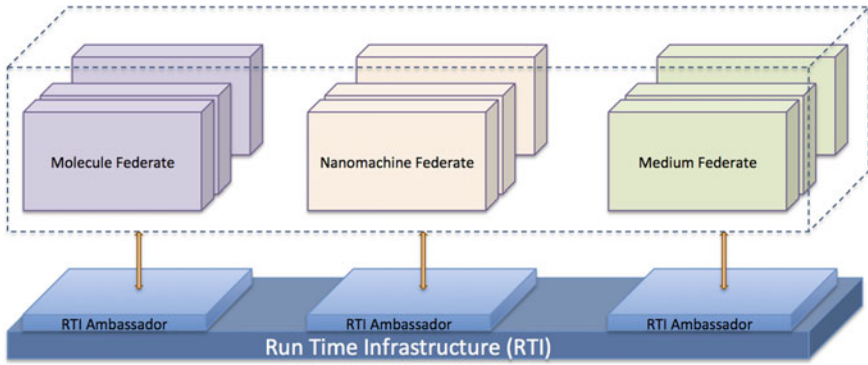 Molecule Federate
Nanomachine Federate
Medium Federate
RTI Ambassador
RTI Ambassador
RTI Ambassador
Run Time Infrastructure (RTI)